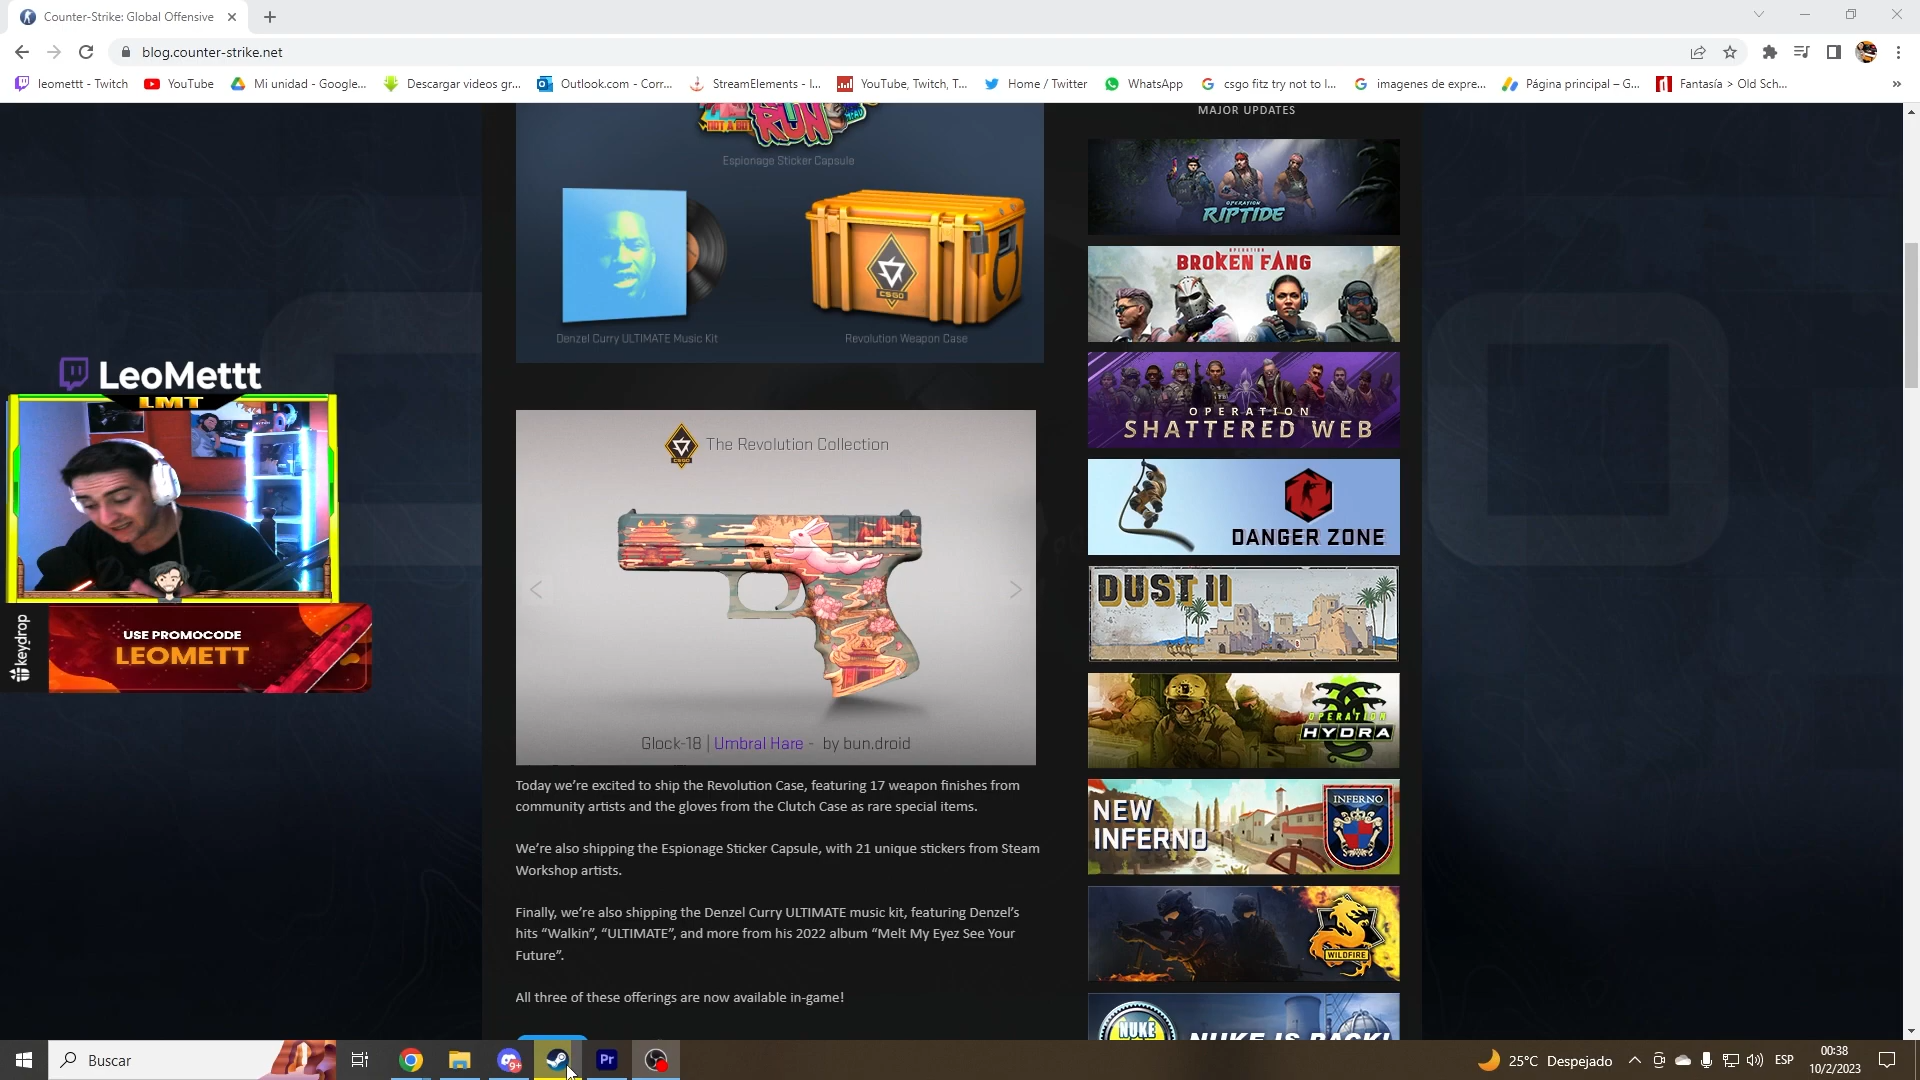 Counter-Strike: Global Offensive
blog.counter-strike.net
leomettt - Twitch
YouTube
Mi unidad - Google...
Descargar videos gr...
Outlook.com - Corr...
StreamElements - I...
YouTube, Twitch, T...
Home / Twitter
WhatsApp
csgo fitz try not to l...
imagenes de expre...
Página principal – G...
Fantasía > Old Sch...
»
RUN
Espionage Sticker Capsule
CS:GO
Denzel Curry ULTIMATE Music Kit
Revolution Weapon Case
The Revolution Collection
Glock-18 | Umbral Hare - by bun.droid
Today we’re excited to ship the Revolution Case, featuring 17 weapon finishes from
community artists and the gloves from the Clutch Case as rare special items.
We’re also shipping the Espionage Sticker Capsule, with 21 unique stickers from Steam
Workshop artists.
Finally, we’re also shipping the Denzel Curry ULTIMATE music kit, featuring Denzel’s
hits “Walkin”, “ULTIMATE”, and more from his 2022 album “Melt My Eyez See Your
Future”.
All three of these offerings are now available in-game!
MAJOR UPDATES
OPERATION
RIPTIDE
OPERATION
BROKEN FANG
OPERATION
SHATTERED WEB
DANGER ZONE
DUST II
OPERATION
HYDRA
NEW
INFERNO
INFERNO
WILDFIRE
NUKE
NUKE IS BACK!
LeoMettt
LMT
keydrop
USE PROMOCODE
LEOMETT
Buscar
9+
Pr
25°C Despejado
ESP
00:38
10/2/2023